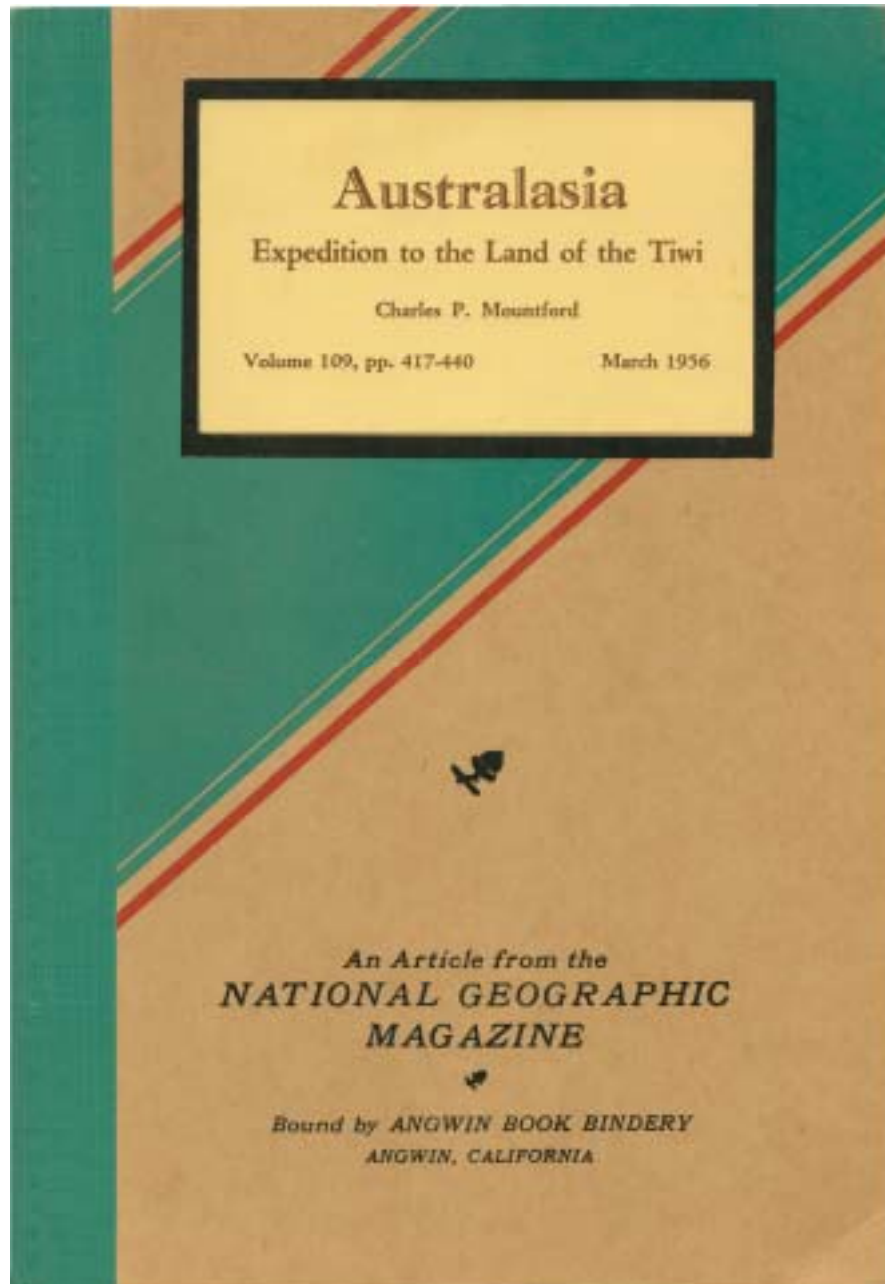 Australasia
Expedition to the Land of the Tiwi
Charles P. Mountford
Volume 109, pp. 417-440 March 1956
An Article from the
NATIONAL GEOGRAPHIC
MAGAZINE
Bound by ANGWIN BOOK BINDERY
ANGWIN, CALIFORNIA